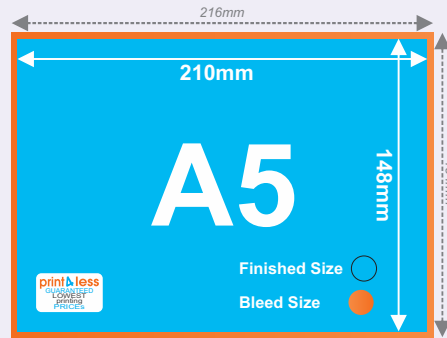 216mm
210mm
A5
148mm
Finished Size
Bleed Size
print & less
GUARANTEED
LOWEST
printing
PRICES